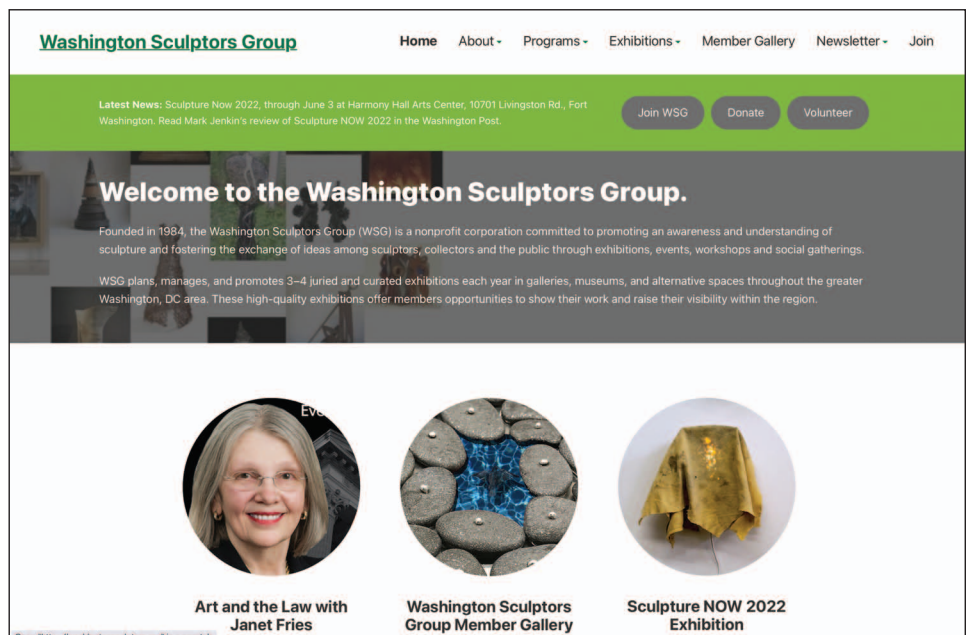 Washington Sculptors Group
Home About Programs Exhibitions Member Gallery Newsletter Join
Latest News: Sculpture Now 2022, through June 3 at Harmony Hall Arts Center, 10701 Livingston Rd., Fort
Washington. Read Mark Jenkin's review of Sculpture NOW 2022 in the Washington Post.
Join WSG Donate Volunteer
Welcome to the Washington Sculptors Group.
Founded in 1984, the Washington Sculptors Group (WSG) is a nonprofit corporation committed to promoting an awareness and understanding of
sculpture and fostering the exchange of ideas among sculptors, collectors and the public through exhibitions, events, workshops and social gatherings.
WSG plans, manages, and promotes 3–4 juried and curated exhibitions each year in galleries, museums, and alternative spaces throughout the greater
Washington, DC area. These high-quality exhibitions offer members opportunities to show their work and raise their visibility within the region.
Art and the Law with
Janet Fries
Washington Sculptors
Group Member Gallery
Sculpture NOW 2022
Exhibition